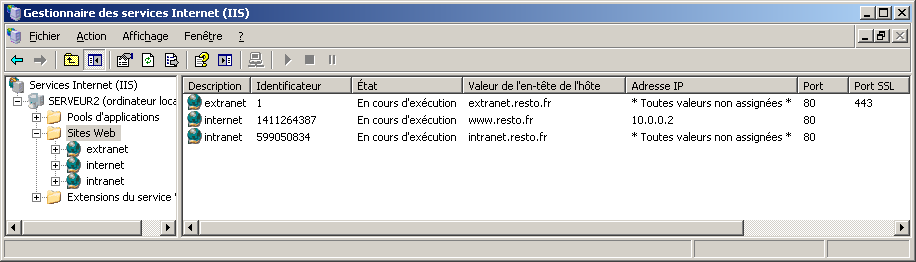 Gestionnaire des services Internet (IIS)
Fichier Action Affichage Fenêtre ?
Services Internet (IIS)
SERVEUR2 (ordinateur loca
Pools d'applications
Sites Web
extranet
internet
intranet
Extensions du service
Description Identificateur État Valeur de l'en-tête de l'hôte Adresse IP Port Port SSL
extranet 1 En cours d'exécution extranet.resto.fr * Toutes valeurs non assignées * 80 443
internet 1411264387 En cours d'exécution www.resto.fr 10.0.0.2 80
intranet 599050834 En cours d'exécution intranet.resto.fr * Toutes valeurs non assignées * 80